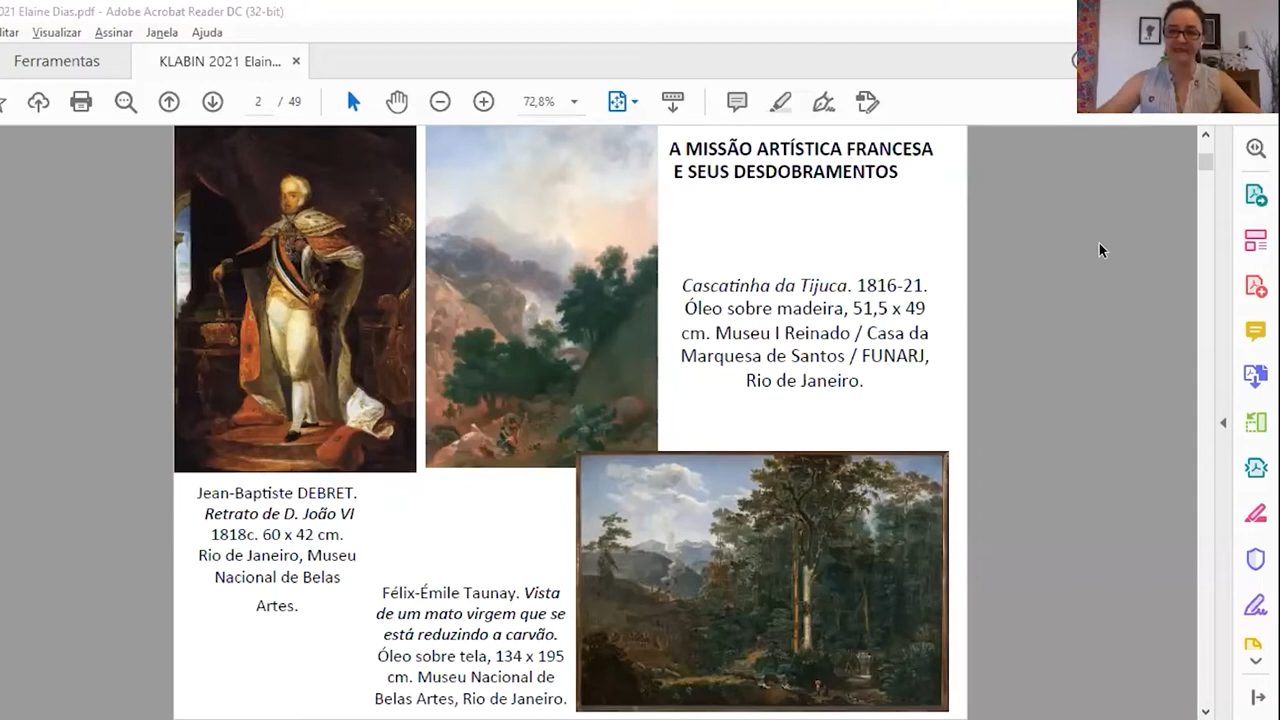 021 Elaine Dias.pdf - Adobe Acrobat Reader DC (32-bit)
Visualizar Assinar Janela Ajuda
Ferramentas
KLABIN 2021 Elain... ×
2 / 49
72,8%
A MISSÃO ARTÍSTICA FRANCESA
E SEUS DESDOBRAMENTOS
Cascatinha da Tijuca. 1816-21.
Óleo sobre madeira, 51,5 x 49
cm. Museu I Reinado / Casa da
Marquesa de Santos / FUNARJ,
Rio de Janeiro.
Jean-Baptiste DEBRET.
Retrato de D. João VI
1818c. 60 x 42 cm.
Rio de Janeiro, Museu
Nacional de Belas
Artes.
Félix-Émile Taunay. Vista
de um mato virgem que se
está reduzindo a carvão.
Óleo sobre tela, 134 x 195
cm. Museu Nacional de
Belas Artes, Rio de Janeiro.